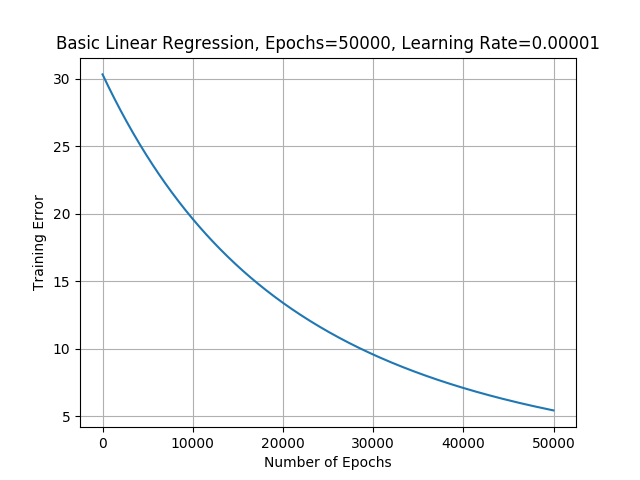 Basic Linear Regression, Epochs=50000, Learning Rate=0.00001
30
25
20
15
10
5
Training Error
0 10000 20000 30000 40000 50000
Number of Epochs